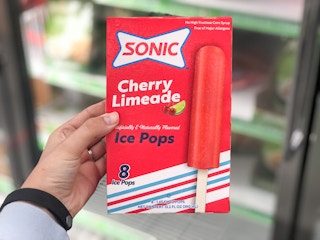 No High Fructose Corn Syrup
Free of Major Allergens
SONIC
Cherry
Limeade
Artificially & Naturally Flavored
Ice Pops
8
Ice Pops